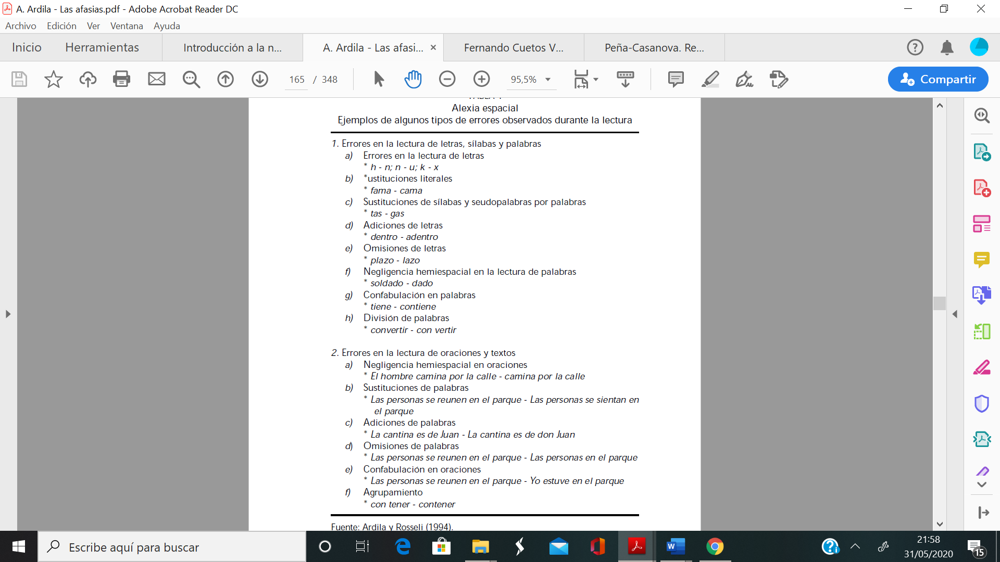 A. Ardila - Las afasias.pdf - Adobe Acrobat Reader DC
Archivo Edición Ver Ventana Ayuda
Inicio Herramientas Introducción a la n... A. Ardila - Las afasi... × Fernando Cuetos V... Peña-Casanova. Re...
165 / 348 95,5% Compartir
Alexia espacial
Ejemplos de algunos tipos de errores observados durante la lectura
1. Errores en la lectura de letras, sílabas y palabras
a) Errores en la lectura de letras
* h - n; n - u; k - x
b) *ustituciones literales
* fama - cama
c) Sustituciones de sílabas y seudopalabras por palabras
* tas - gas
d) Adiciones de letras
* dentro - adentro
e) Omisiones de letras
* plazo - lazo
f) Negligencia hemiespacial en la lectura de palabras
* soldado - dado
g) Confabulación en palabras
* tiene - contiene
h) División de palabras
* convertir - con vertir
2. Errores en la lectura de oraciones y textos
a) Negligencia hemiespacial en oraciones
* El hombre camina por la calle - camina por la calle
b) Sustituciones de palabras
* Las personas se reunen en el parque - Las personas se sientan en
el parque
c) Adiciones de palabras
* La cantina es de Juan - La cantina es de don Juan
d) Omisiones de palabras
* Las personas se reunen en el parque - Las personas en el parque
e) Confabulación en oraciones
* Las personas se reunen en el parque - Yo estuve en el parque
f) Agrupamiento
* con tener - contener
Fuente: Ardila y Rosseli (1994).
Escribe aquí para buscar
21:58
31/05/2020
15